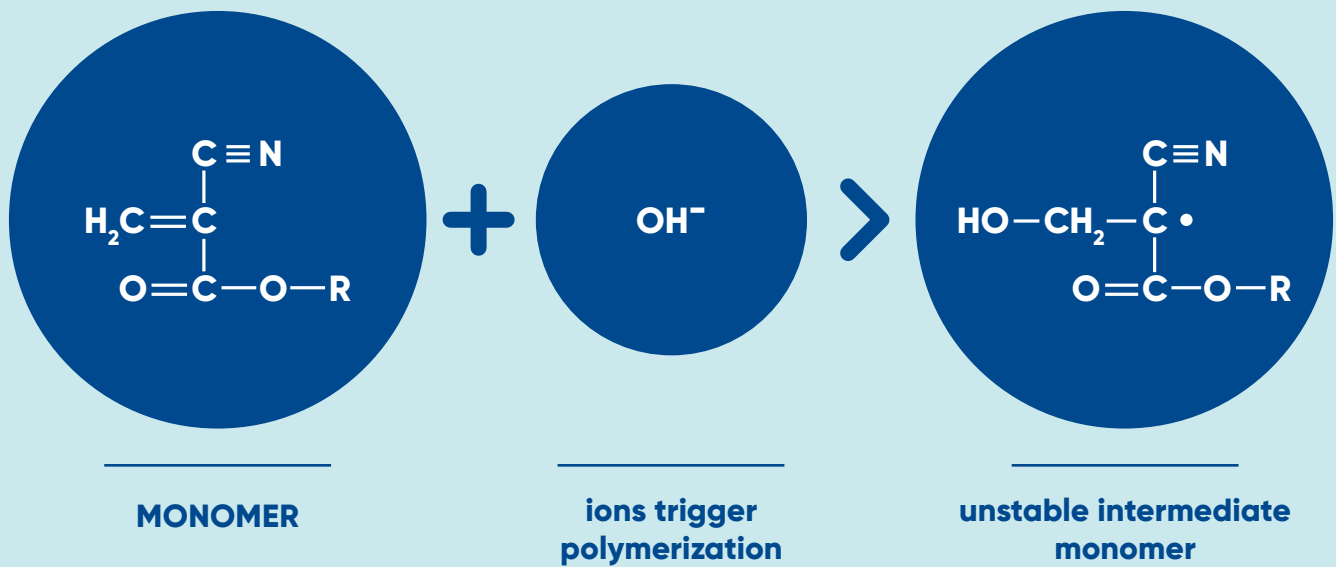 C≡N
H₂C=C
O=C—O—R
+
OH⁻
>
C≡N
HO—CH₂—C•
O=C—O—R
MONOMER
ions trigger
polymerization
unstable intermediate
monomer